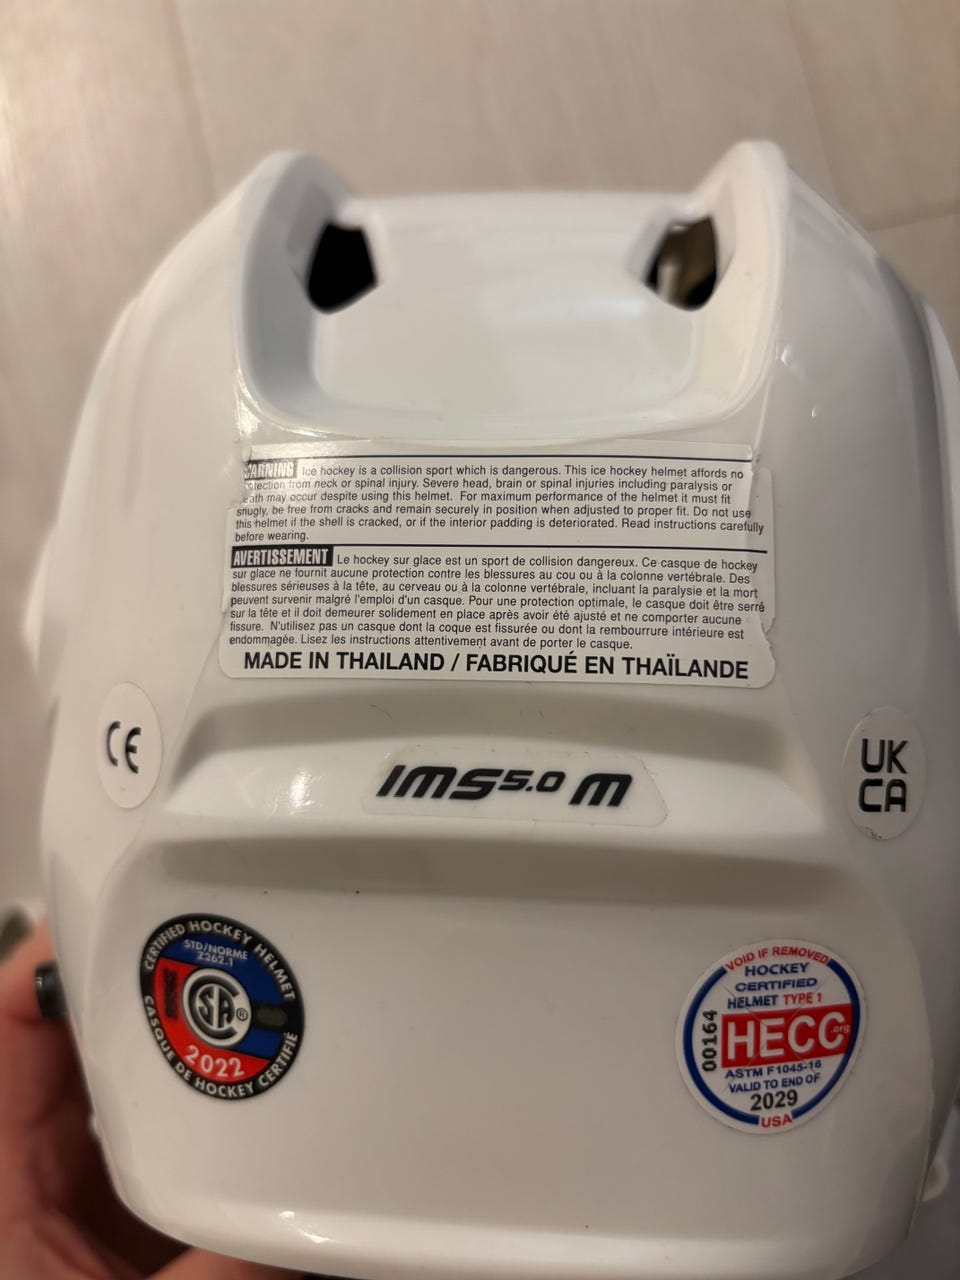 Ice hockey is a collision sport which is dangerous. This ice hockey helmet affords no
from neck or spinal injury. Severe head, brain or spinal injuries including paralysis or
may occur despite using this helmet. For maximum performance of the helmet it must fit
snugly, be free from cracks and remain securely in position when adjusted to proper fit. Do not use
this helmet if the shell is cracked, or if the interior padding is deteriorated. Read instructions carefully
before wearing.
AVERTISSEMENT Le hockey sur glace est un sport de collision dangereux. Ce casque de hockey
sur glace ne fournit aucune protection contre les blessures au cou ou à la colonne vertébrale. Des
blessures sérieuses à la tête, au cerveau ou à la colonne vertébrale, incluant la paralysie et la mort
peuvent survenir malgré l'emploi d'un casque. Pour une protection optimale, le casque doit être serré
sur la tête et il doit demeurer solidement en place après avoir été ajusté et ne comporter aucune
fissure. N'utilisez pas un casque dont la coque est fissurée ou dont la rembourrure intérieure est
endommagée. Lisez les instructions attentivement avant de porter le casque.
MADE IN THAILAND / FABRIQUÉ EN THAÏLANDE
CE
UK
CA
IMS 5.0 M
CERTIFIED HOCKEY HELMET
STD/NORME
Z262.1
CSA®
2022
CASQUE DE HOCKEY CERTIFIÉ
VOID IF REMOVED
HOCKEY
CERTIFIED
HELMET TYPE 1
00164
HECC.org
ASTM F1045-16
VALID TO END OF
2029
USA